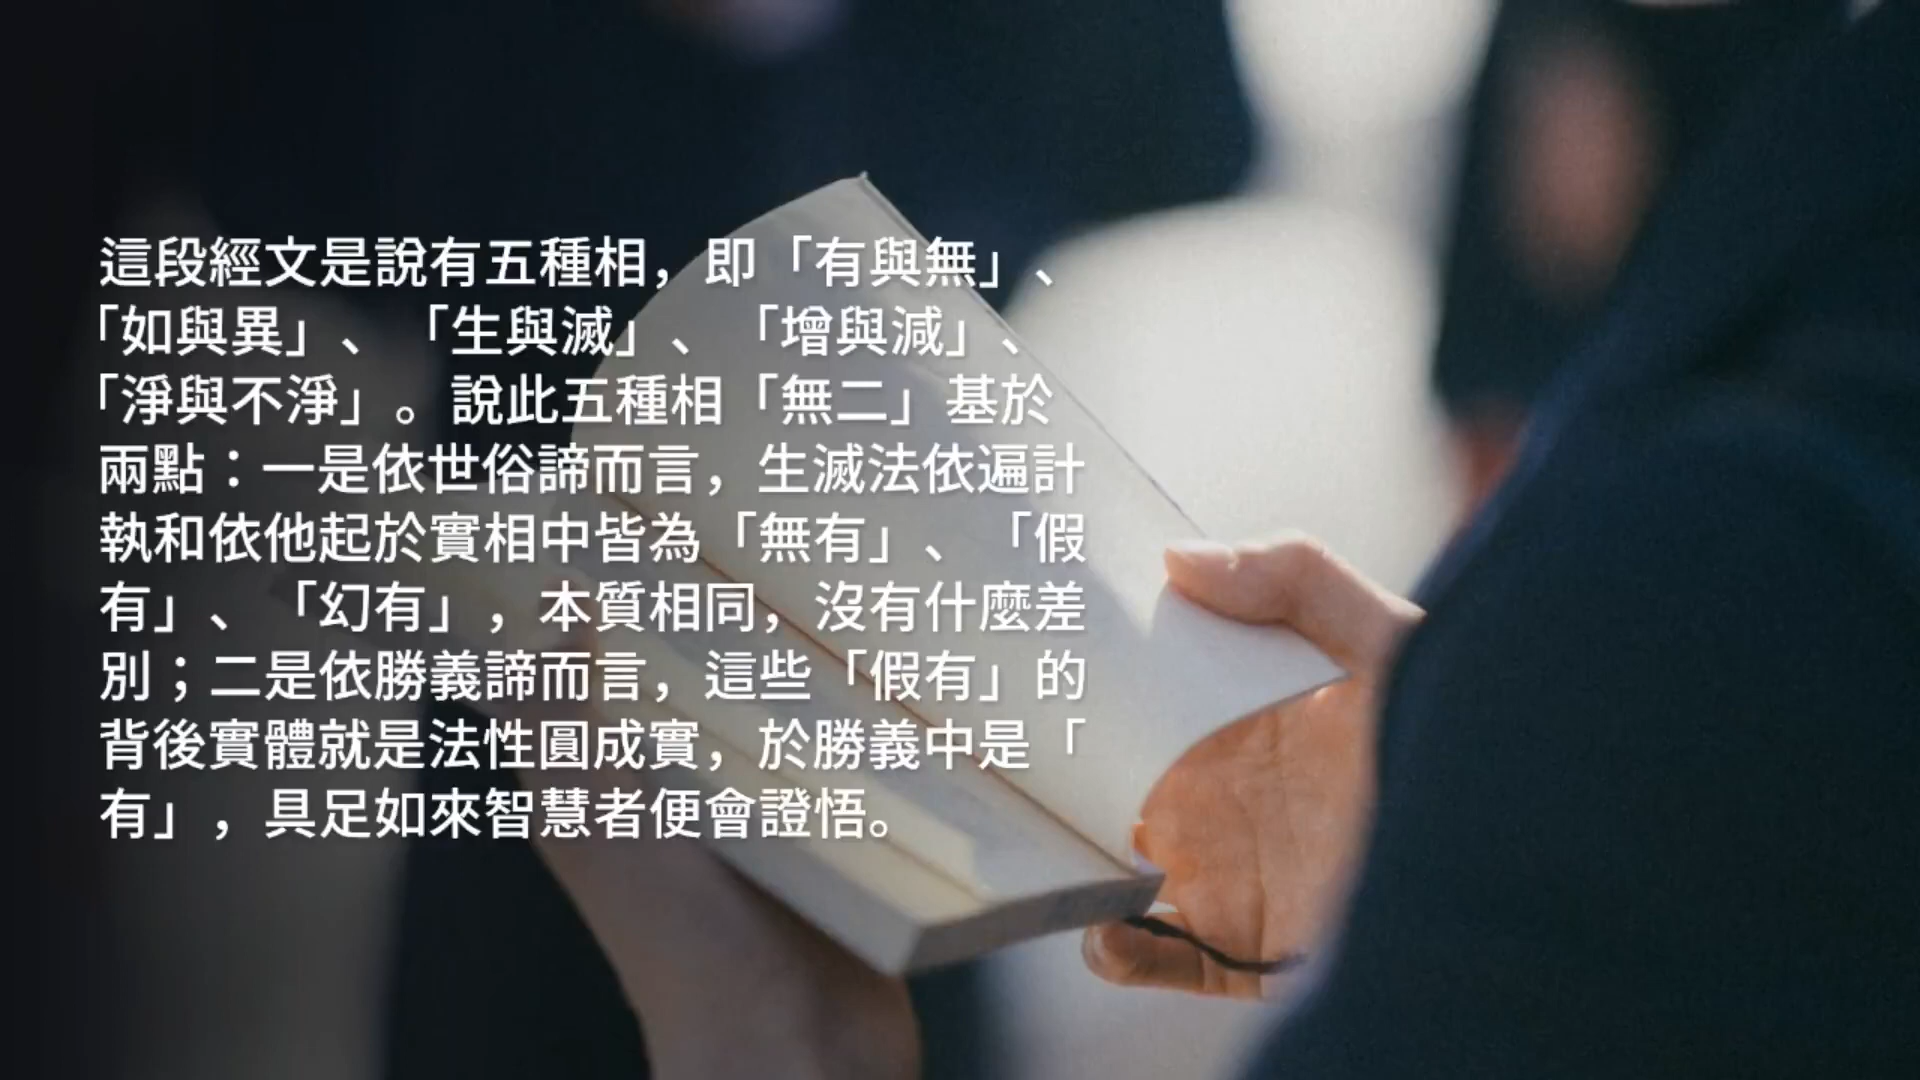 這段經文是說有五種相，即「有與無」、
「如與異」、「生與滅」、「增與減」、
「淨與不淨」。說此五種相「無二」基於
兩點：一是依世俗諦而言，生滅法依遍計
執和依他起於實相中皆為「無有」、「假
有」、「幻有」，本質相同，沒有什麼差
別；二是依勝義諦而言，這些「假有」的
背後實體就是法性圓成實，於勝義中是「
有」，具足如來智慧者便會證悟。